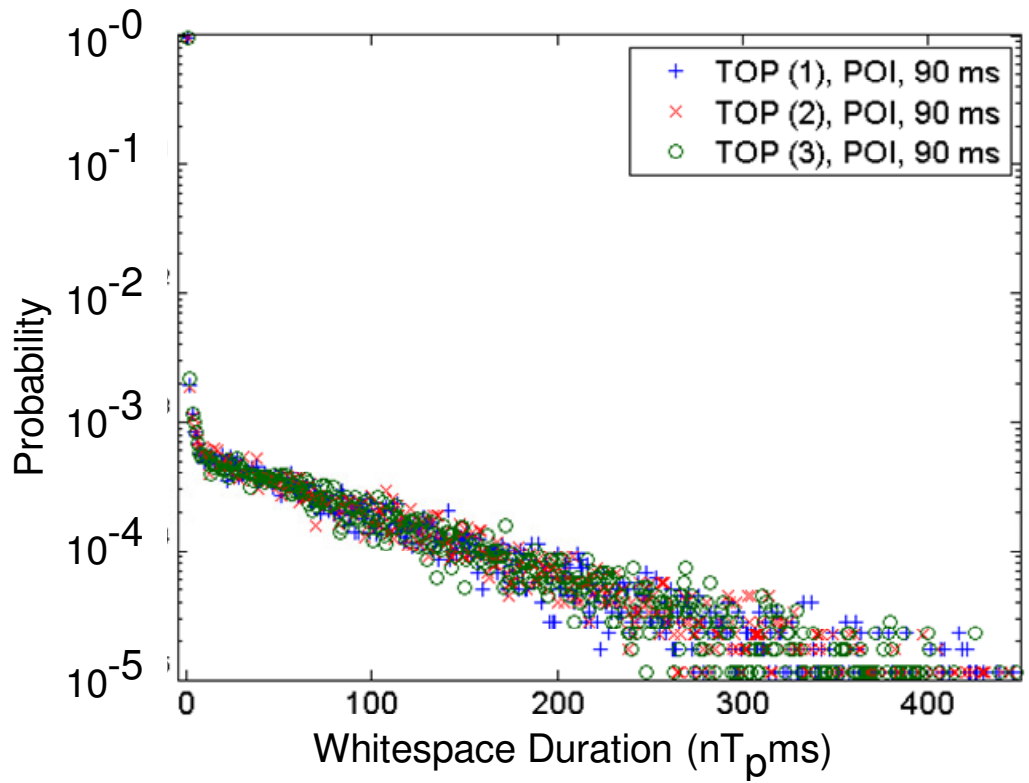 10-0
10-1
10-2
10-3
10-4
10-5
Probability
TOP (1), POI, 90 ms
TOP (2), POI, 90 ms
TOP (3), POI, 90 ms
0 100 200 300 400
Whitespace Duration (nTpms)